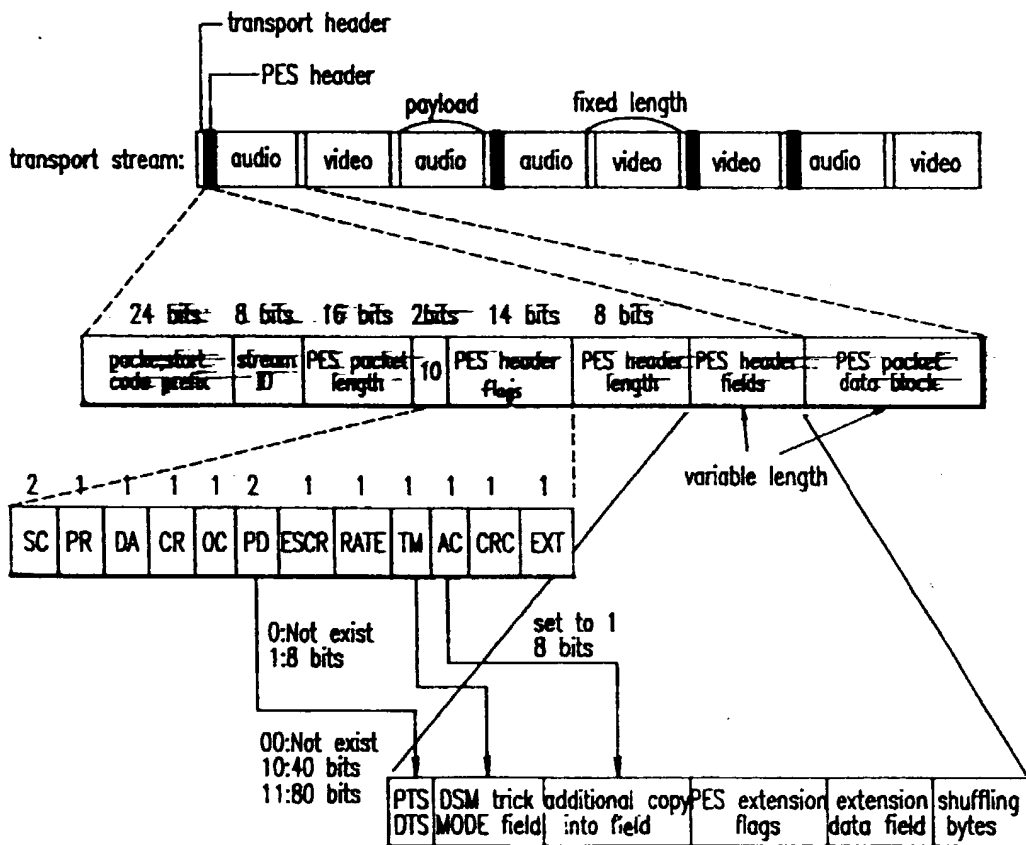 transport header
PES header
payload
fixed length
transport stream:
audio video audio audio video video audio video
24 bits 8 bits 16 bits 2bits 14 bits 8 bits
packe,start code prefix
stream ID
PES packet length
10
PES header flags
PES header length
PES header fields
PES packet data block
variable length
2 1 1 1 1 2 1 1 1 1 1 1
SC PR DA CR OC PD ESCR RATE TM AC CRC EXT
0:Not exist
1:8 bits
set to 1
8 bits
00:Not exist
10:40 bits
11:80 bits
PTS DSM trick additional copy PES extension extension shuffling
DTS MODE field into field flags data field bytes